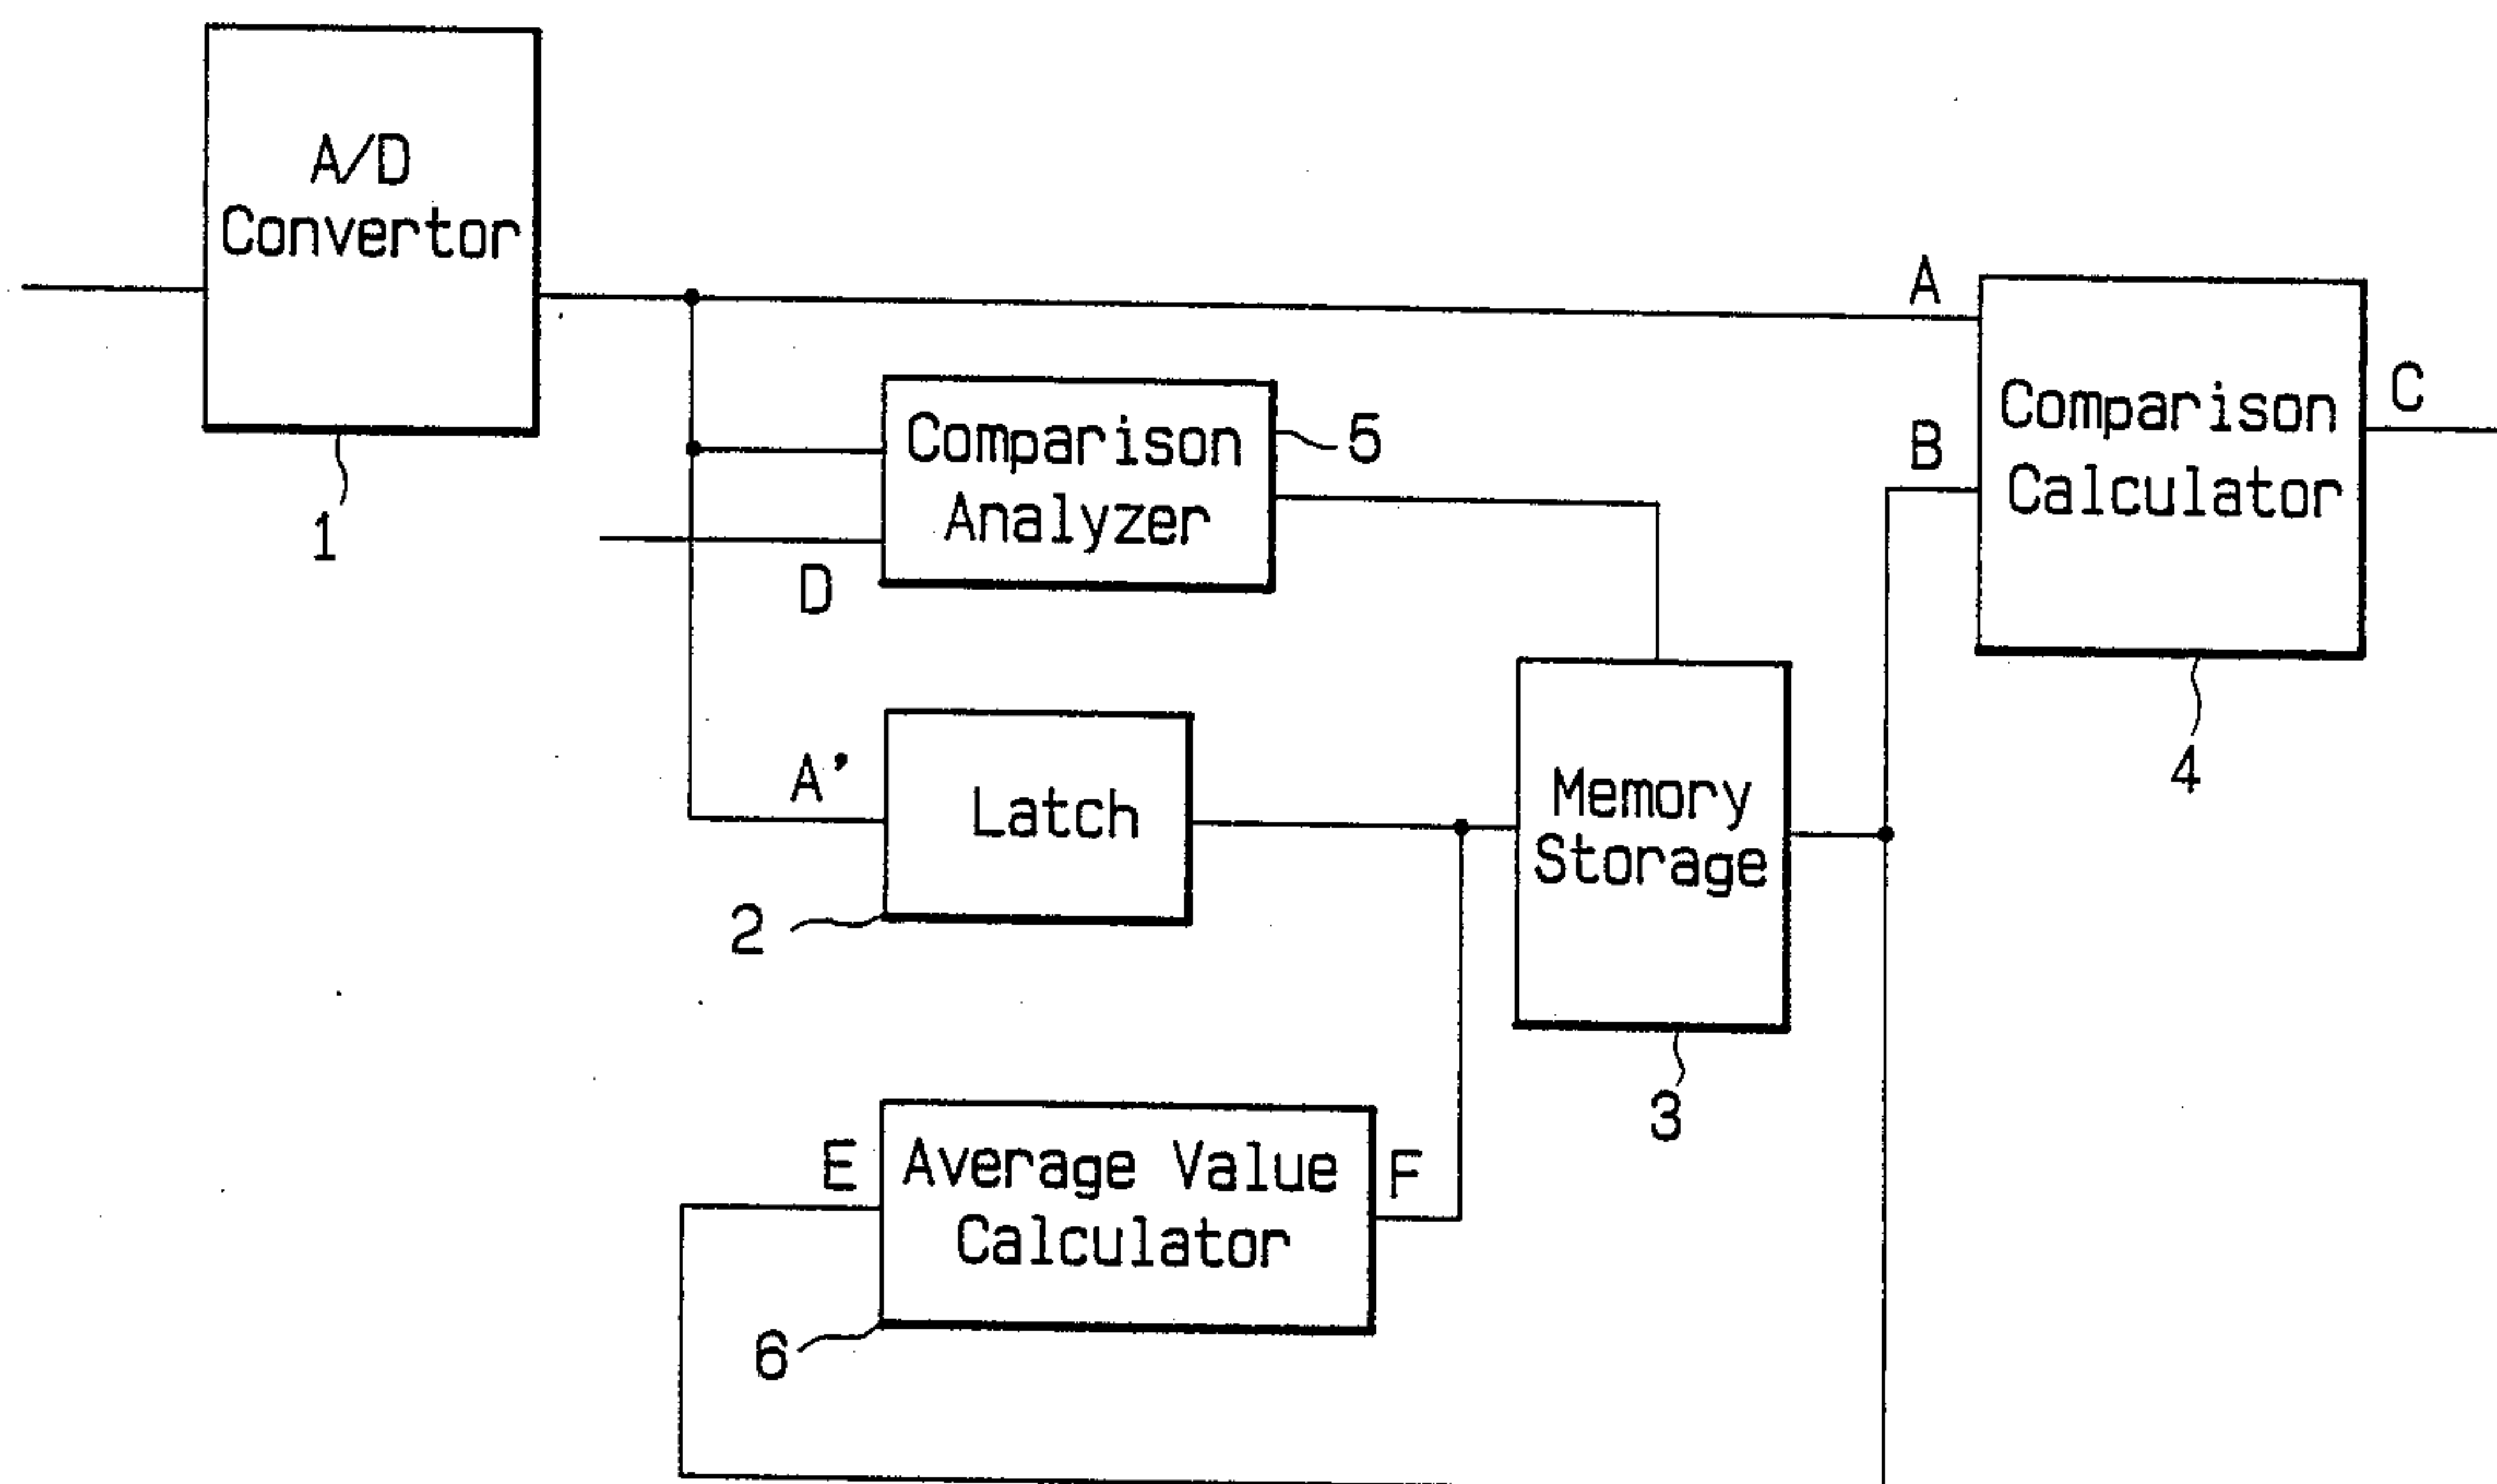 A/D
Convertor
1
A
Comparison
Calculator
B
C
4
Comparison
Analyzer
5
D
A'
Latch
2
Memory
Storage
3
E
Average Value
Calculator
F
6